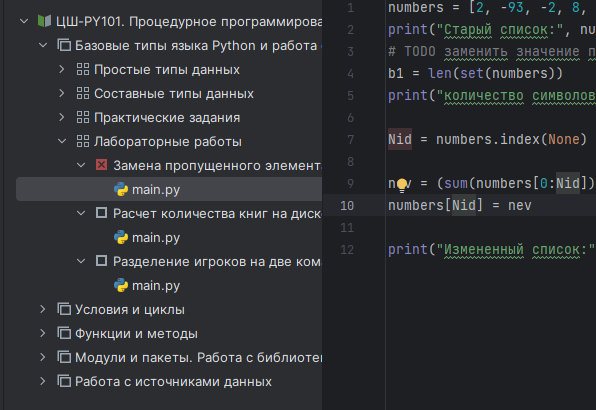 ЦШ-PY101. Процедурное программирова
Базовые типы языка Python и работа
Простые типы данных
Составные типы данных
Практические задания
Лабораторные работы
Замена пропущенного элемент
main.py
Расчет количества книг на диск
main.py
Разделение игроков на две ком
main.py
Условия и циклы
Функции и методы
Модули и пакеты. Работа с библиоте
Работа с источниками данных
1 numbers = [2, -93, -2, 8,
2 print("Старый список:", nu
3 # TODO заменить значение п
4 b1 = len(set(numbers))
5 print("количество символов
6
7 Nid = numbers.index(None)
8
9 nev = (sum(numbers[0:Nid])
10 numbers[Nid] = nev
11
12 print("Измененный список:"